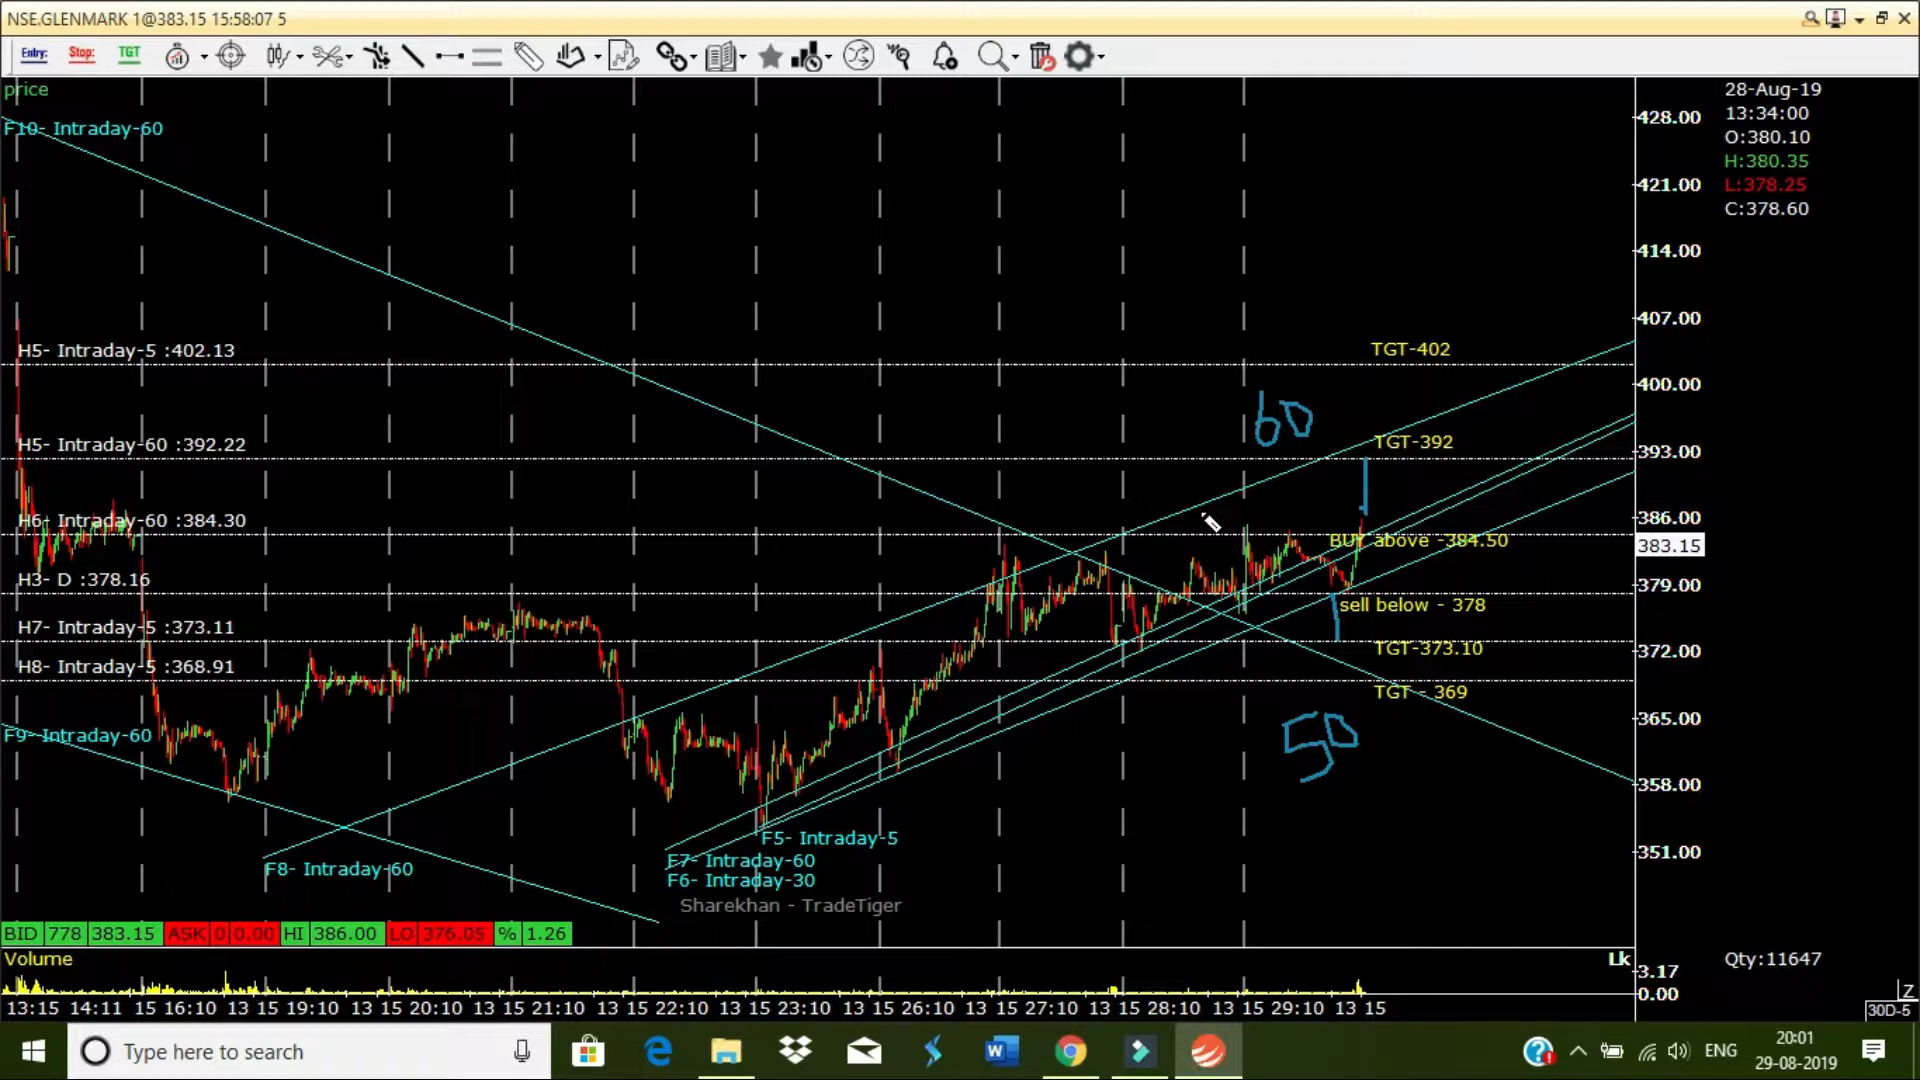 NSE.GLENMARK 1@383.15 15:58:07 5
Entry: Stop: TGT
price
28-Aug-19
13:34:00
O:380.10
H:380.35
L:378.25
C:378.60
F10- Intraday-60
428.00
421.00
414.00
407.00
H5- Intraday-5 :402.13
TGT-402
400.00
60
H5- Intraday-60 :392.22
TGT-392
393.00
H6- Intraday-60 :384.30
386.00
BUY above -384.50
383.15
H3- D :378.16
379.00
sell below - 378
H7- Intraday-5 :373.11
TGT-373.10
372.00
H8- Intraday-5 :368.91
TGT - 369
365.00
F9- Intraday-60
50
358.00
F5- Intraday-5
351.00
F7- Intraday-60
F8- Intraday-60
F6- Intraday-30
Sharekhan - TradeTiger
BID 778 383.15 ASK 0 0.00 HI 386.00 LO 376.05 % 1.26
Volume
Lk
Qty:11647
3.17
0.00
Z
13:15 14:11 15 16:10 13 15 19:10 13 15 20:10 13 15 21:10 13 15 22:10 13 15 23:10 13 15 26:10 13 15 27:10 13 15 28:10 13 15 29:10 13 15
30D-5
Type here to search
ENG
20:01
29-08-2019